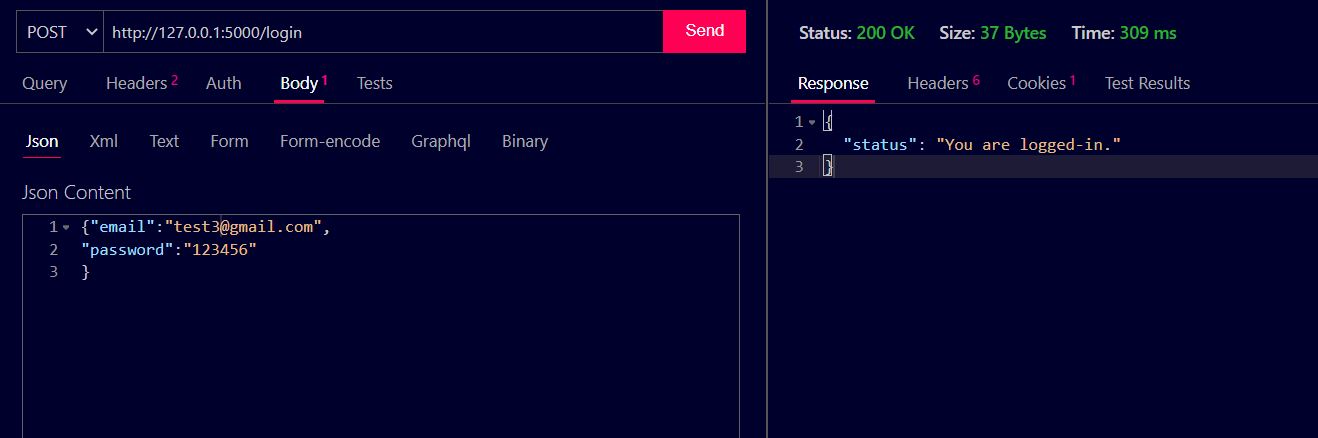 POST http://127.0.0.1:5000/login Send
Query Headers 2 Auth Body 1 Tests
Json Xml Text Form Form-encode Graphql Binary
Json Content
1 {"email":"test3@gmail.com",
2 "password":"123456"
3 }
Status: 200 OK Size: 37 Bytes Time: 309 ms
Response Headers 6 Cookies 1 Test Results
1 {
2 "status": "You are logged-in."
3 }